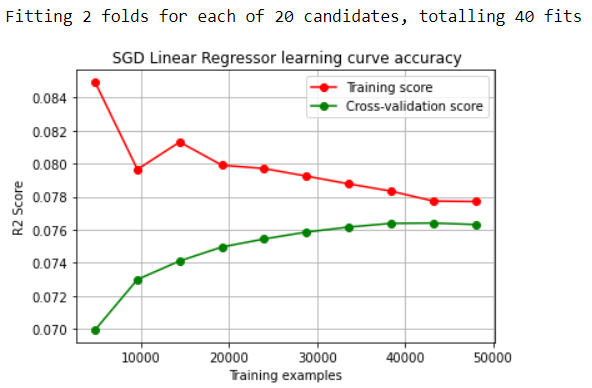 Fitting 2 folds for each of 20 candidates, totalling 40 fits
SGD Linear Regressor learning curve accuracy
Training score
Cross-validation score
R2 Score
0.084
0.082
0.080
0.078
0.076
0.074
0.072
0.070
10000 20000 30000 40000 50000
Training examples